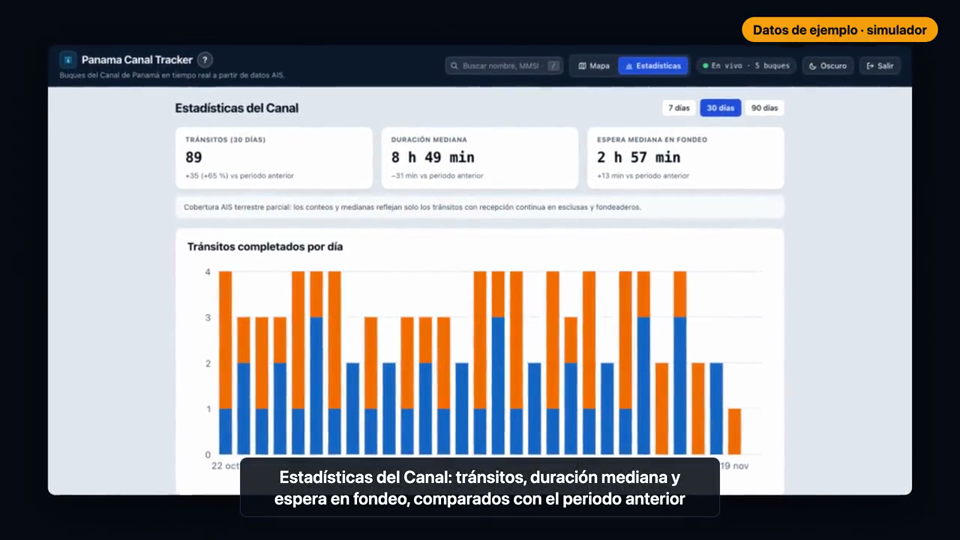 Datos de ejemplo · simulador
Panama Canal Tracker ?
Buques del Canal de Panamá en tiempo real a partir de datos AIS.
Buscar nombre, MMSI · /
Mapa
Estadísticas
En vivo · 5 buques
Oscuro
Salir
Estadísticas del Canal
7 días
30 días
90 días
TRÁNSITOS (30 DÍAS)
89
+35 (+65 %) vs periodo anterior
DURACIÓN MEDIANA
8 h 49 min
−31 min vs periodo anterior
ESPERA MEDIANA EN FONDEO
2 h 57 min
+13 min vs periodo anterior
Cobertura AIS terrestre parcial: los conteos y medianas reflejan solo los tránsitos con recepción continua en esclusas y fondeaderos.
Tránsitos completados por día
4
3
2
1
0
22 oct
19 nov
Estadísticas del Canal: tránsitos, duración mediana y
espera en fondeo, comparados con el periodo anterior